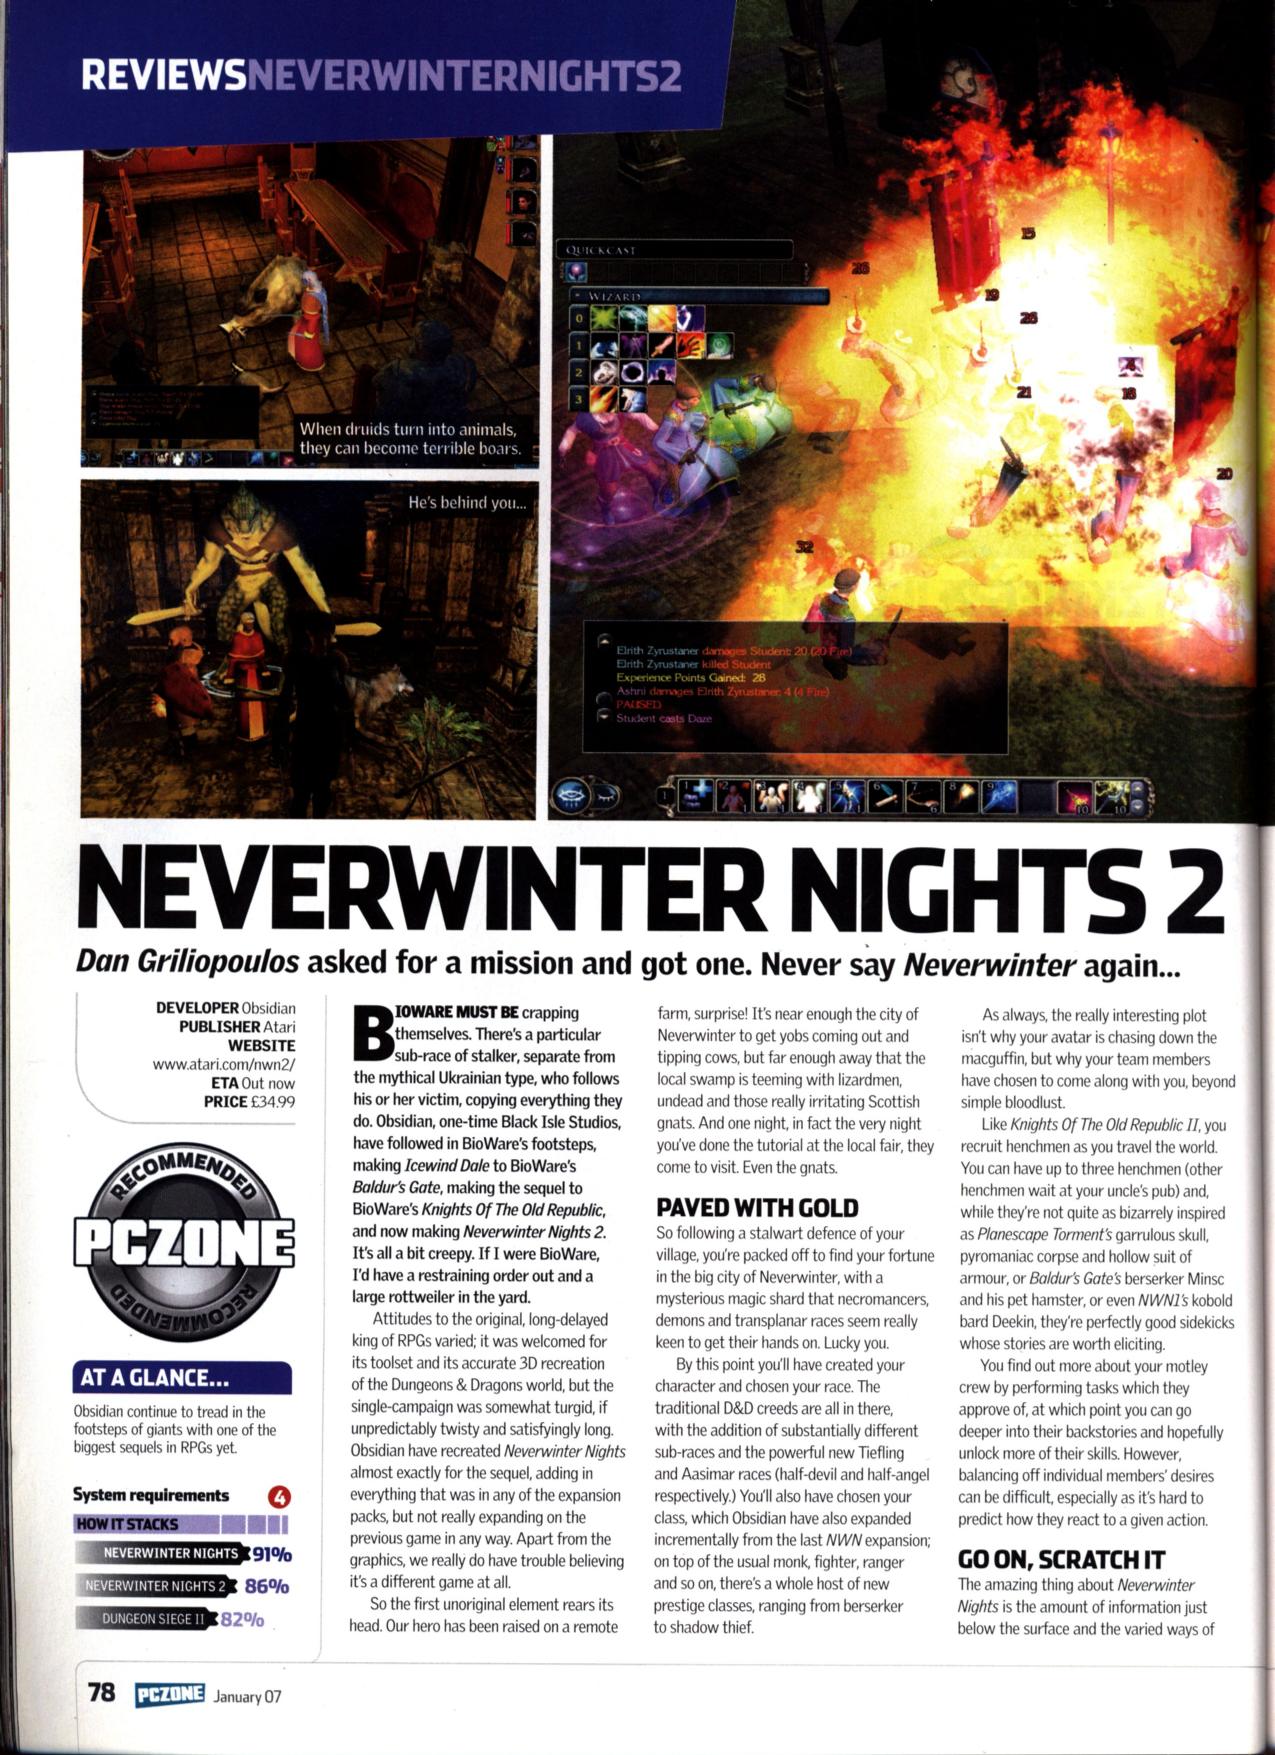 REVIEWSNEVERWINTERNIGHTS2
When druids turn into animals,
they can become terrible boars.
He's behind you...
QUICKCAST
WIZARD
0
1
2
3
15
26
19
26
21
18
20
32
Elrith Zyrustaner damages Student: 20 (20 Fire)
Elrith Zyrustaner killed Student
Experience Points Gained: 28
Ashni damages Elrith Zyrustaner: 4 (4 Fire)
PAUSED
Student casts Daze
NEVERWINTER NIGHTS 2
Dan Griliopoulos asked for a mission and got one. Never say Neverwinter again...
DEVELOPER Obsidian
PUBLISHER Atari
WEBSITE
www.atari.com/nwn2/
ETA Out now
PRICE £34.99
RECOMMENDED
PCZONE
RECOMMENDED
AT A GLANCE...
Obsidian continue to tread in the
footsteps of giants with one of the
biggest sequels in RPGs yet.
System requirements 4
HOW IT STACKS
NEVERWINTER NIGHTS 91%
NEVERWINTER NIGHTS 2 86%
DUNGEON SIEGE II 82%
BIOWARE MUST BE crapping
themselves. There's a particular
sub-race of stalker, separate from
the mythical Ukrainian type, who follows
his or her victim, copying everything they
do. Obsidian, one-time Black Isle Studios,
have followed in BioWare's footsteps,
making Icewind Dale to BioWare's
Baldur's Gate, making the sequel to
BioWare's Knights Of The Old Republic,
and now making Neverwinter Nights 2.
It's all a bit creepy. If I were BioWare,
I'd have a restraining order out and a
large rottweiler in the yard.
Attitudes to the original, long-delayed
king of RPGs varied; it was welcomed for
its toolset and its accurate 3D recreation
of the Dungeons & Dragons world, but the
single-campaign was somewhat turgid, if
unpredictably twisty and satisfyingly long.
Obsidian have recreated Neverwinter Nights
almost exactly for the sequel, adding in
everything that was in any of the expansion
packs, but not really expanding on the
previous game in any way. Apart from the
graphics, we really do have trouble believing
it's a different game at all.
So the first unoriginal element rears its
head. Our hero has been raised on a remote
farm, surprise! It's near enough the city of
Neverwinter to get yobs coming out and
tipping cows, but far enough away that the
local swamp is teeming with lizardmen,
undead and those really irritating Scottish
gnats. And one night, in fact the very night
you've done the tutorial at the local fair, they
come to visit. Even the gnats.
PAVED WITH GOLD
So following a stalwart defence of your
village, you're packed off to find your fortune
in the big city of Neverwinter, with a
mysterious magic shard that necromancers,
demons and transplanar races seem really
keen to get their hands on. Lucky you.
By this point you'll have created your
character and chosen your race. The
traditional D&D creeds are all in there,
with the addition of substantially different
sub-races and the powerful new Tiefling
and Aasimar races (half-devil and half-angel
respectively.) You'll also have chosen your
class, which Obsidian have also expanded
incrementally from the last NWN expansion;
on top of the usual monk, fighter, ranger
and so on, there's a whole host of new
prestige classes, ranging from berserker
to shadow thief.
As always, the really interesting plot
isn't why your avatar is chasing down the
macguffin, but why your team members
have chosen to come along with you, beyond
simple bloodlust.
Like Knights Of The Old Republic II, you
recruit henchmen as you travel the world.
You can have up to three henchmen (other
henchmen wait at your uncle's pub) and,
while they're not quite as bizarrely inspired
as Planescape Torment's garrulous skull,
pyromaniac corpse and hollow suit of
armour, or Baldur's Gate's berserker Minsc
and his pet hamster, or even NWN1's kobold
bard Deekin, they're perfectly good sidekicks
whose stories are worth eliciting.
You find out more about your motley
crew by performing tasks which they
approve of, at which point you can go
deeper into their backstories and hopefully
unlock more of their skills. However,
balancing off individual members' desires
can be difficult, especially as it's hard to
predict how they react to a given action.
GO ON, SCRATCH IT
The amazing thing about Neverwinter
Nights is the amount of information just
below the surface and the varied ways of
78 PCZONE January 07